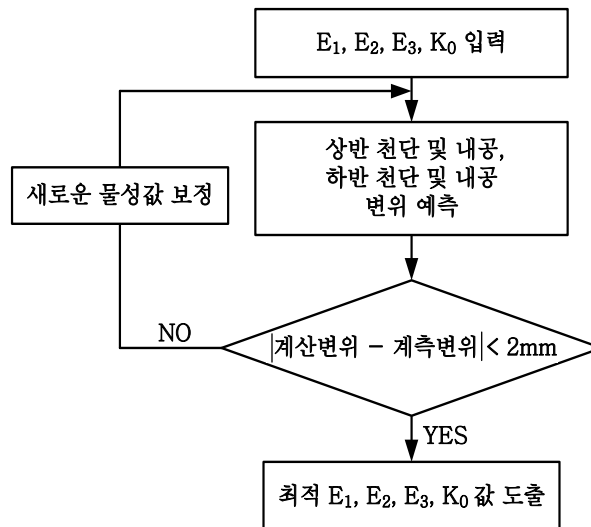 E₁, E₂, E₃, K₀ 입력
상반 천단 및 내공,
하반 천단 및 내공
변위 예측
새로운 물성값 보정
NO
|계산변위 − 계측변위| < 2mm
YES
최적 E₁, E₂, E₃, K₀ 값 도출